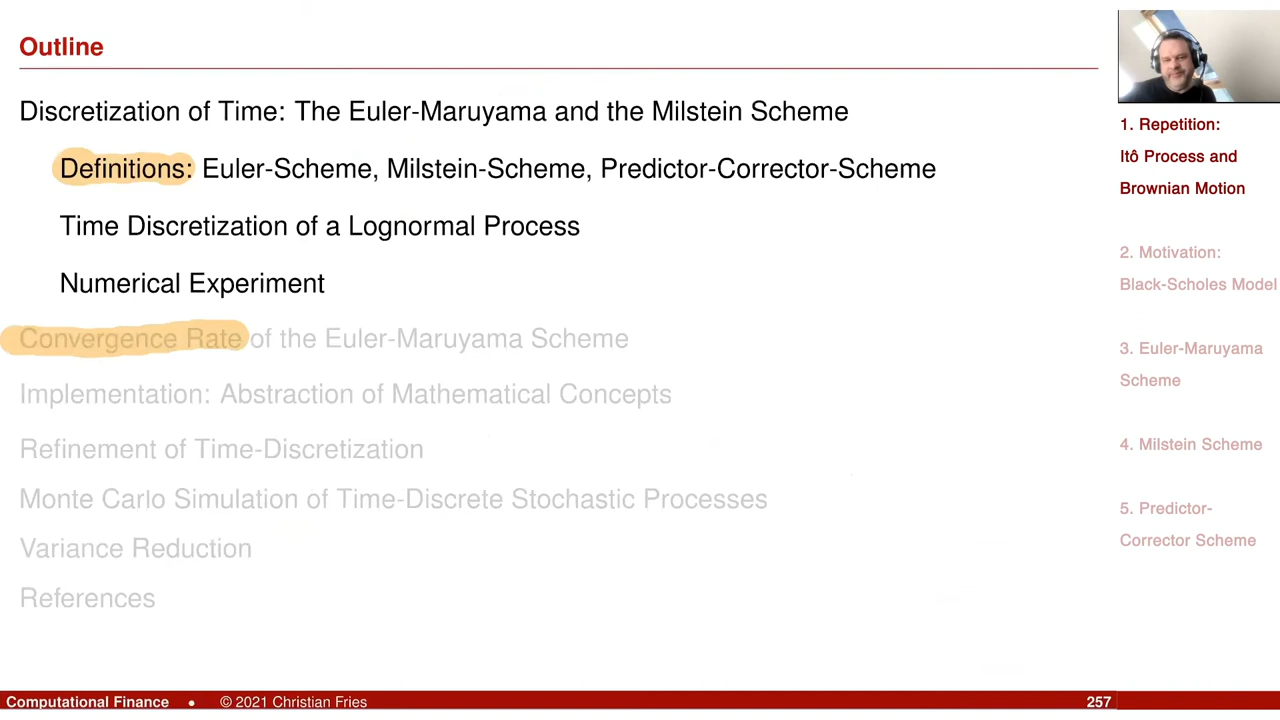 Outline
Discretization of Time: The Euler-Maruyama and the Milstein Scheme
Definitions: Euler-Scheme, Milstein-Scheme, Predictor-Corrector-Scheme
Time Discretization of a Lognormal Process
Numerical Experiment
Convergence Rate of the Euler-Maruyama Scheme
Implementation: Abstraction of Mathematical Concepts
Refinement of Time-Discretization
Monte Carlo Simulation of Time-Discrete Stochastic Processes
Variance Reduction
References
1. Repetition:
Itô Process and
Brownian Motion
2. Motivation:
Black-Scholes Model
3. Euler-Maruyama
Scheme
4. Milstein Scheme
5. Predictor-
Corrector Scheme
Computational Finance • © 2021 Christian Fries 257